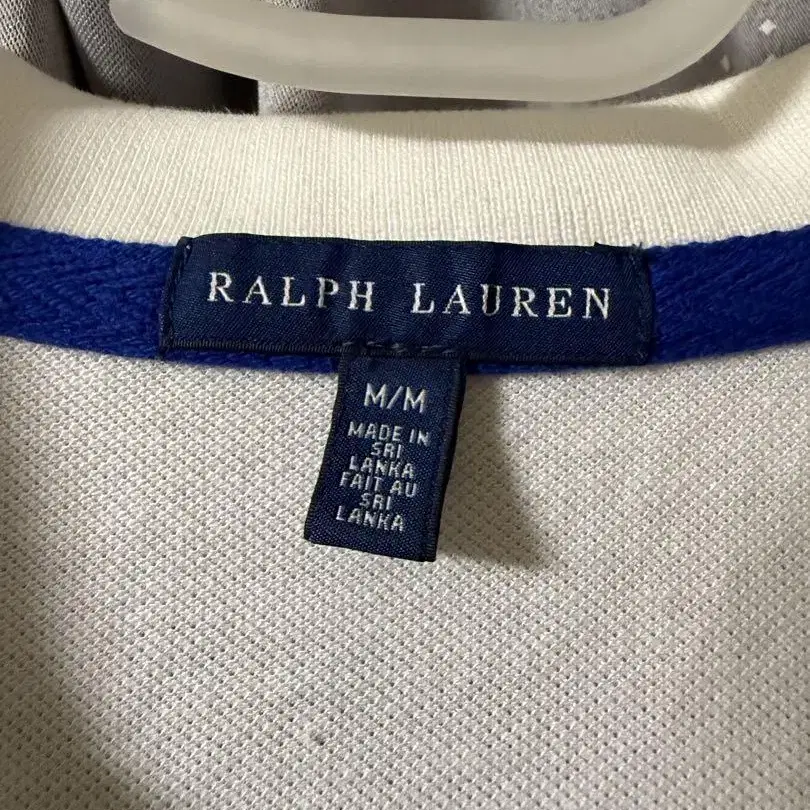 RALPH LAUREN
M/M
MADE IN
SRI
LANKA
FAIT AU
SRI
LANKA